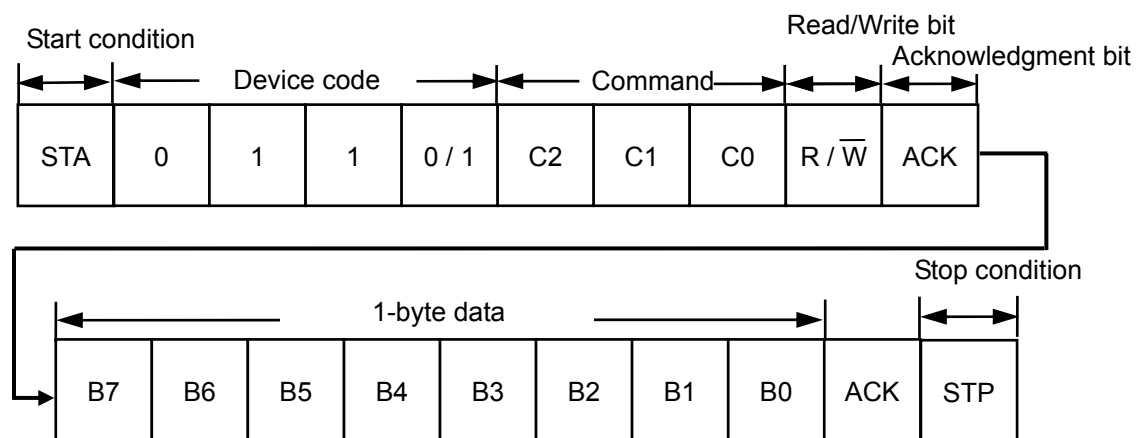 Read/Write bit
Start condition
Acknowledgment bit
Device code
Command
STA 0 1 1 0 / 1 C2 C1 C0 R / W̅ ACK
Stop condition
1-byte data
B7 B6 B5 B4 B3 B2 B1 B0 ACK STP